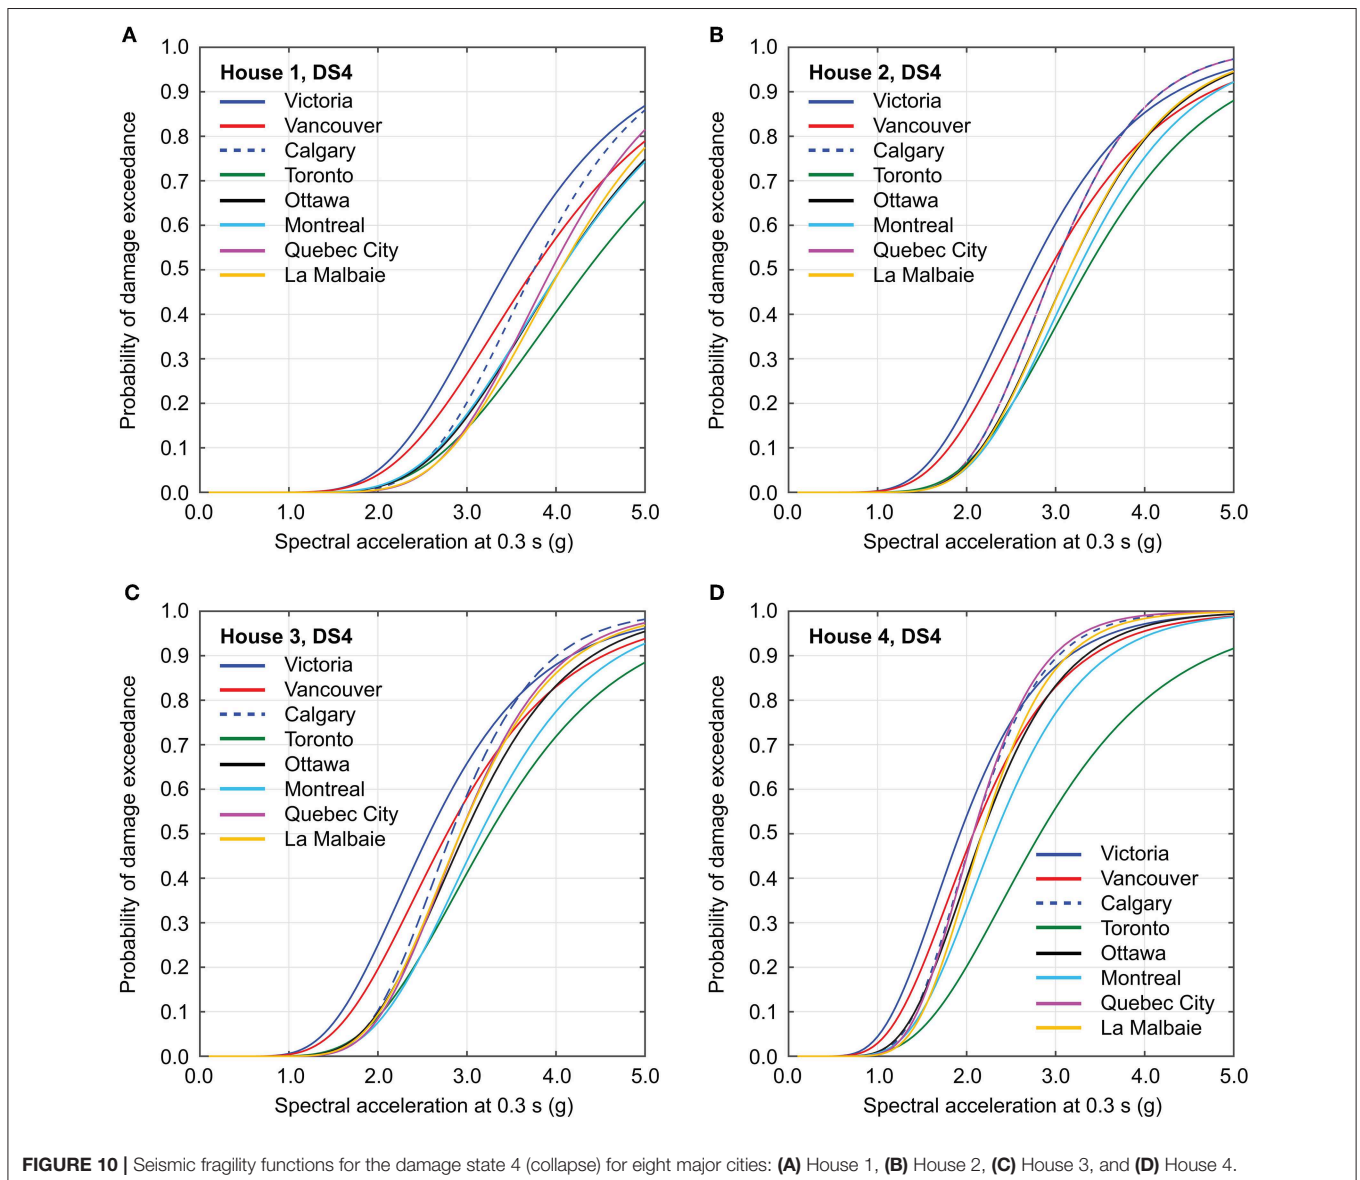 A
1.0
0.9
0.8
0.7
0.6
0.5
0.4
0.3
0.2
0.1
0.0
Probability of damage exceedance
House 1, DS4
Victoria
Vancouver
Calgary
Toronto
Ottawa
Montreal
Quebec City
La Malbaie
0.0 1.0 2.0 3.0 4.0 5.0
Spectral acceleration at 0.3 s (g)
B
1.0
0.9
0.8
0.7
0.6
0.5
0.4
0.3
0.2
0.1
0.0
Probability of damage exceedance
House 2, DS4
Victoria
Vancouver
Calgary
Toronto
Ottawa
Montreal
Quebec City
La Malbaie
0.0 1.0 2.0 3.0 4.0 5.0
Spectral acceleration at 0.3 s (g)
C
1.0
0.9
0.8
0.7
0.6
0.5
0.4
0.3
0.2
0.1
0.0
Probability of damage exceedance
House 3, DS4
Victoria
Vancouver
Calgary
Toronto
Ottawa
Montreal
Quebec City
La Malbaie
0.0 1.0 2.0 3.0 4.0 5.0
Spectral acceleration at 0.3 s (g)
D
1.0
0.9
0.8
0.7
0.6
0.5
0.4
0.3
0.2
0.1
0.0
Probability of damage exceedance
House 4, DS4
Victoria
Vancouver
Calgary
Toronto
Ottawa
Montreal
Quebec City
La Malbaie
0.0 1.0 2.0 3.0 4.0 5.0
Spectral acceleration at 0.3 s (g)
FIGURE 10 | Seismic fragility functions for the damage state 4 (collapse) for eight major cities: (A) House 1, (B) House 2, (C) House 3, and (D) House 4.